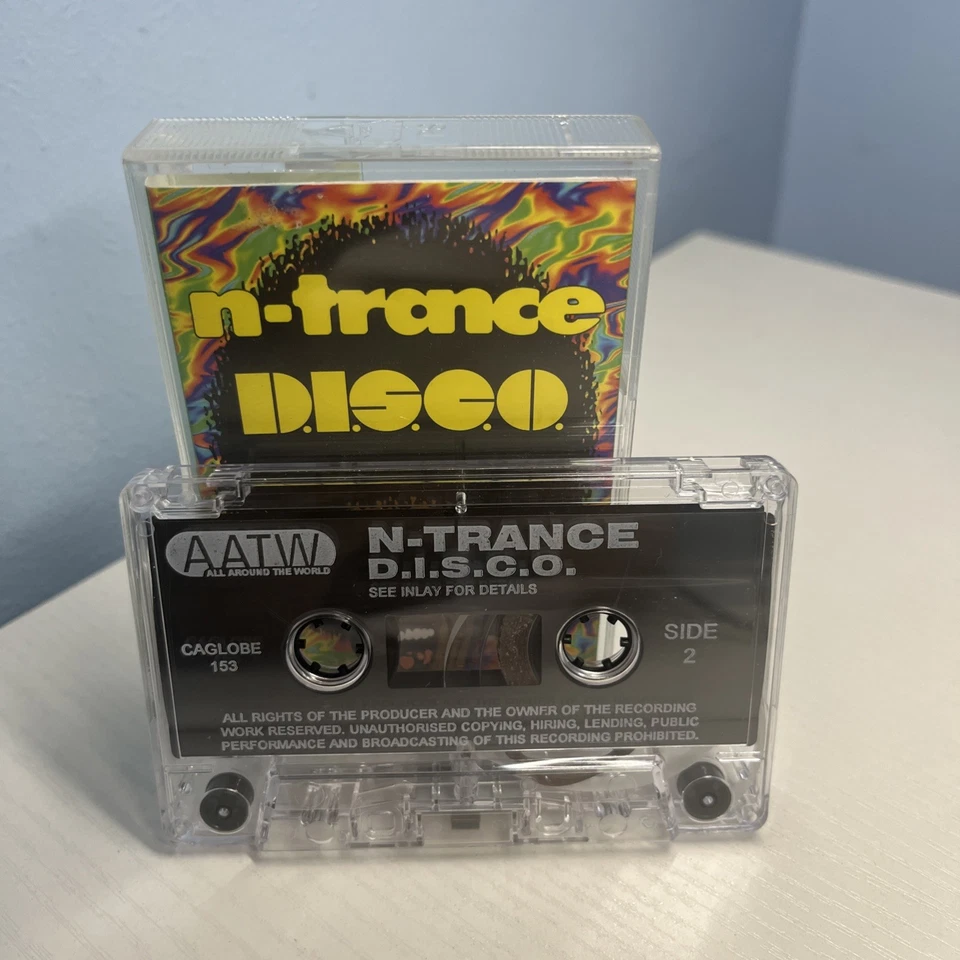 n-trance
D.I.S.C.O.
AATW
ALL AROUND THE WORLD
N-TRANCE
D.I.S.C.O.
SEE INLAY FOR DETAILS
CAGLOBE
153
SIDE
2
ALL RIGHTS OF THE PRODUCER AND THE OWNER OF THE RECORDING
WORK RESERVED. UNAUTHORISED COPYING, HIRING, LENDING, PUBLIC
PERFORMANCE AND BROADCASTING OF THIS RECORDING PROHIBITED.